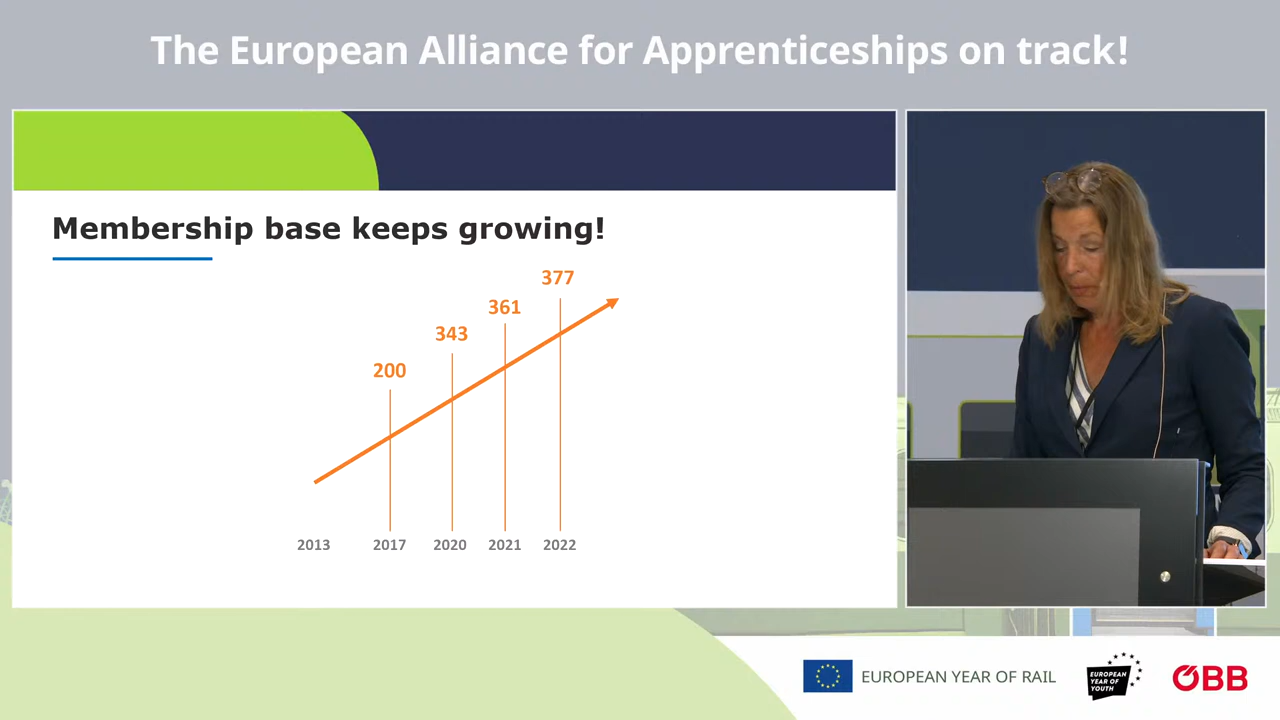 The European Alliance for Apprenticeships on track!
Membership base keeps growing!
377
361
343
200
2013 2017 2020 2021 2022
EUROPEAN YEAR OF RAIL
EUROPEAN
YEAR OF
YOUTH
ÖBB